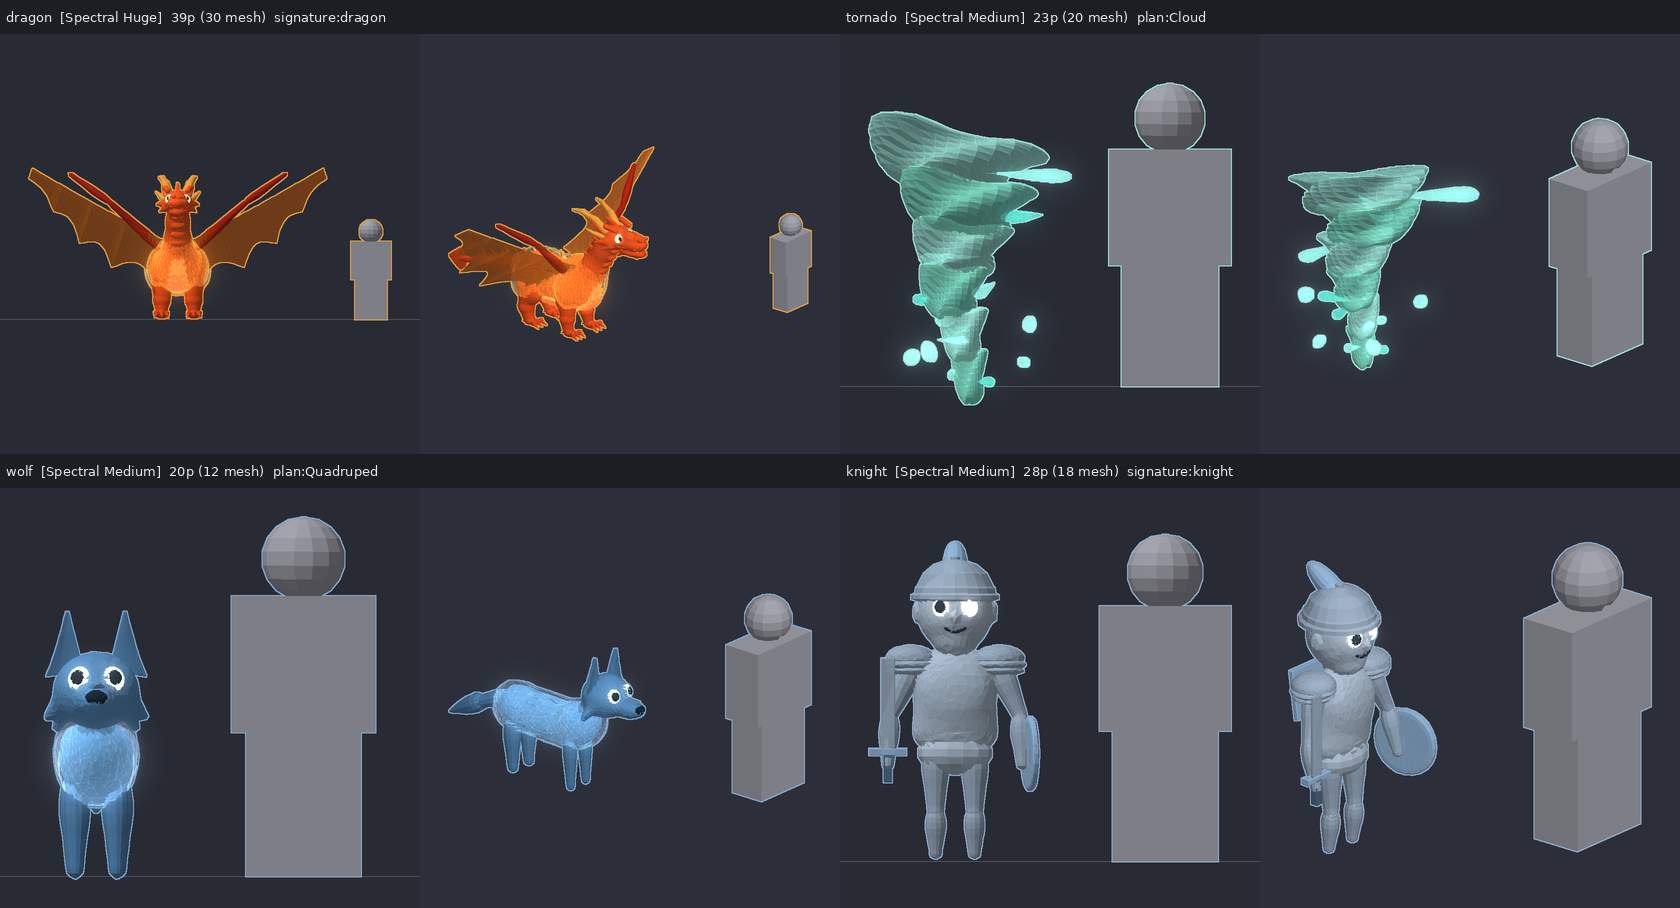 dragon [Spectral Huge] 39p (30 mesh) signature:dragon
tornado [Spectral Medium] 23p (20 mesh) plan:Cloud
wolf [Spectral Medium] 20p (12 mesh) plan:Quadruped
knight [Spectral Medium] 28p (18 mesh) signature:knight